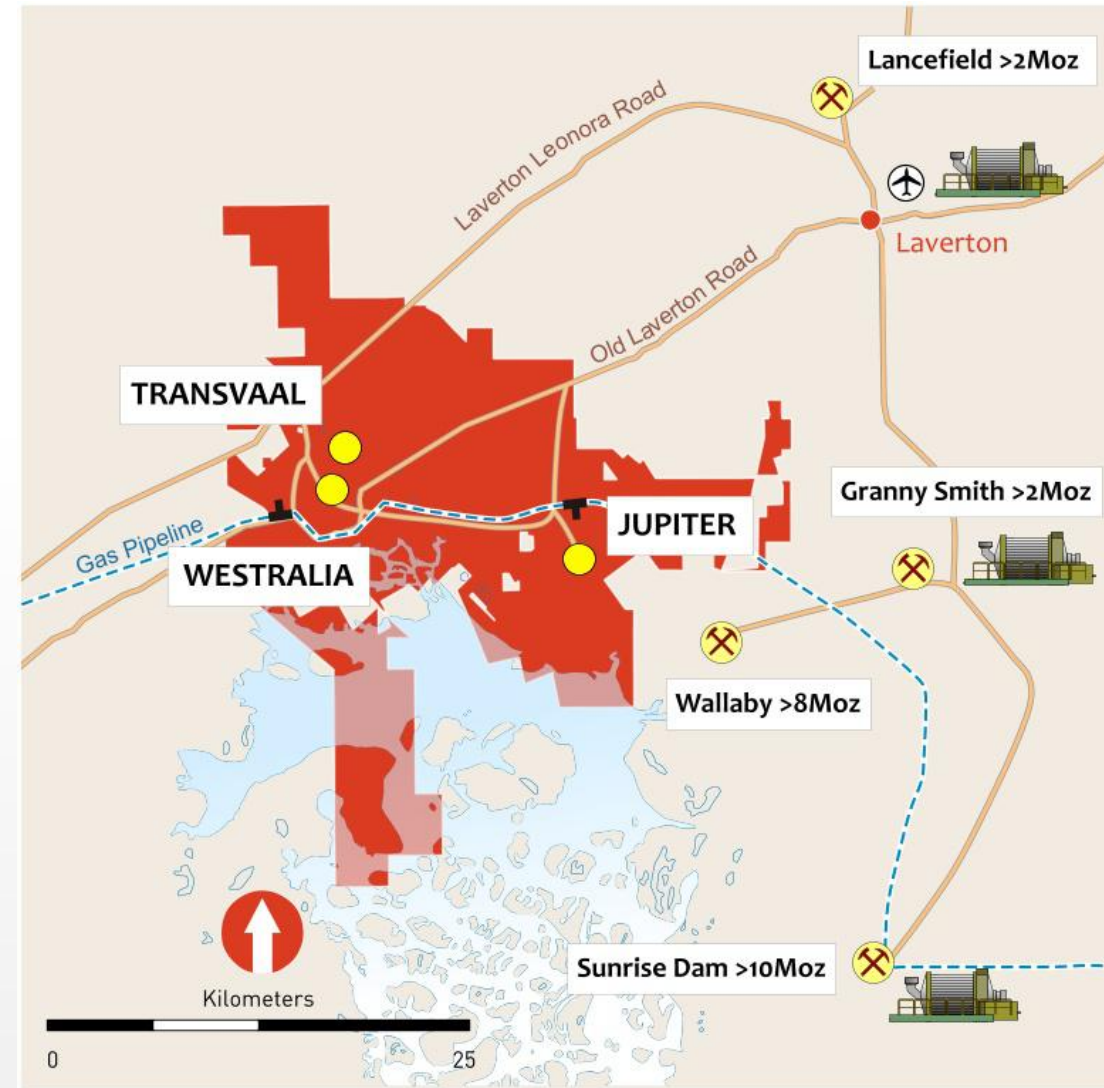 Lancefield >2Moz
Laverton Leonora Road
Laverton
Old Laverton Road
TRANSVAAL
Granny Smith >2Moz
JUPITER
Gas Pipeline
WESTRALIA
Wallaby >8Moz
Sunrise Dam >10Moz
Kilometers
0 25